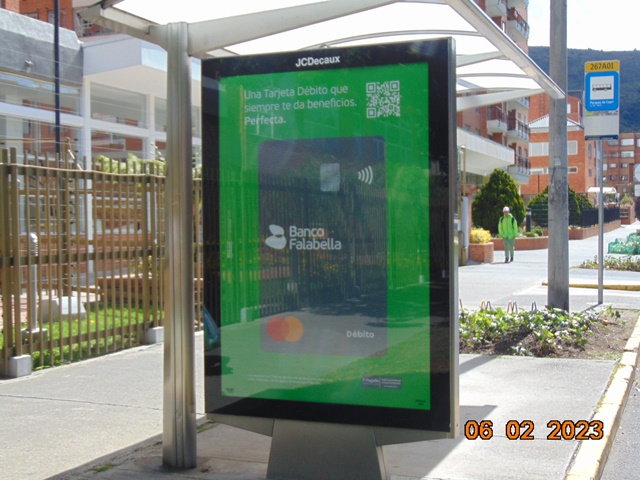 JCDecaux
Una Tarjeta Débito que
siempre te da beneficios.
Perfecta.
Banco
Falabella
Débito
267A01
06 02 2023